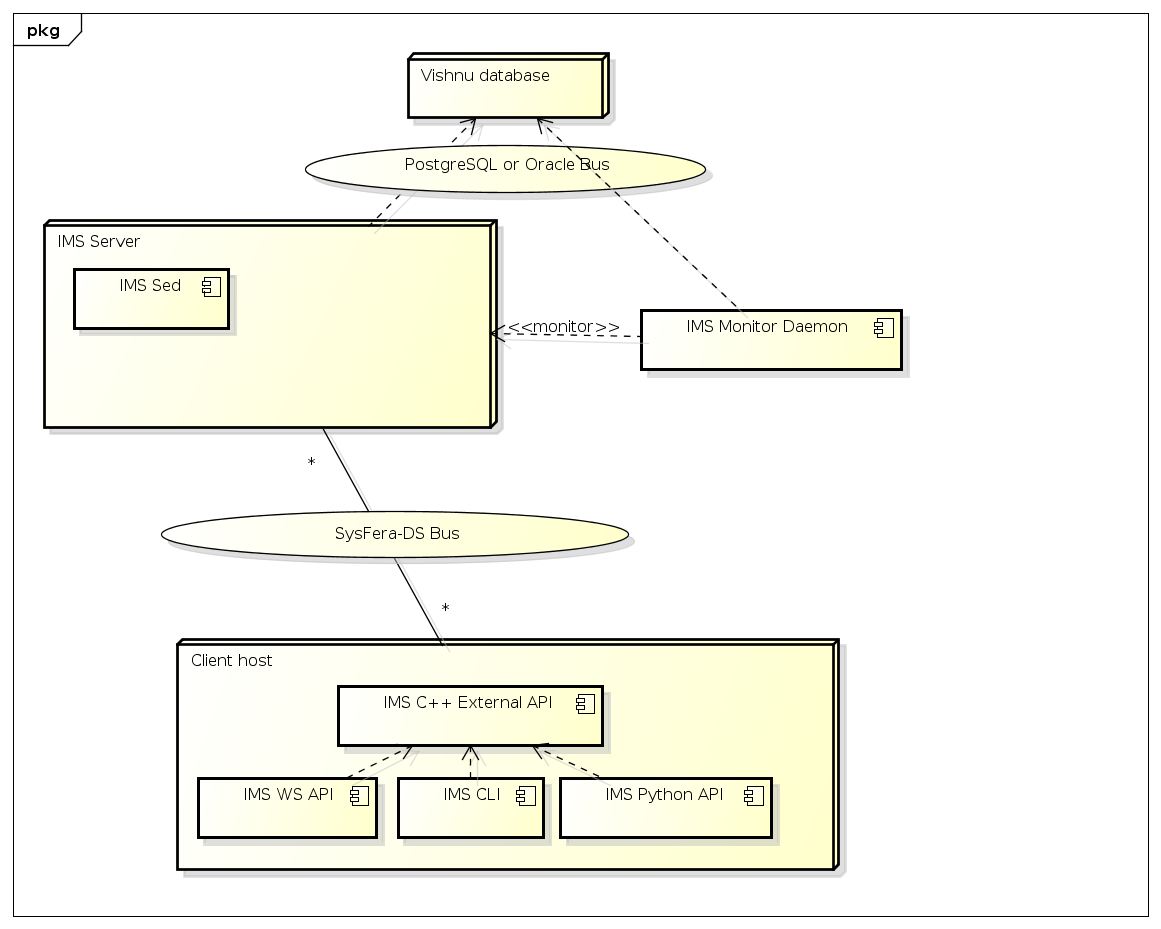 pkg
Vishnu database
PostgreSQL or Oracle Bus
IMS Server
IMS Sed
<<monitor>>
IMS Monitor Daemon
*
SysFera-DS Bus
*
Client host
IMS C++ External API
IMS WS API
IMS CLI
IMS Python API